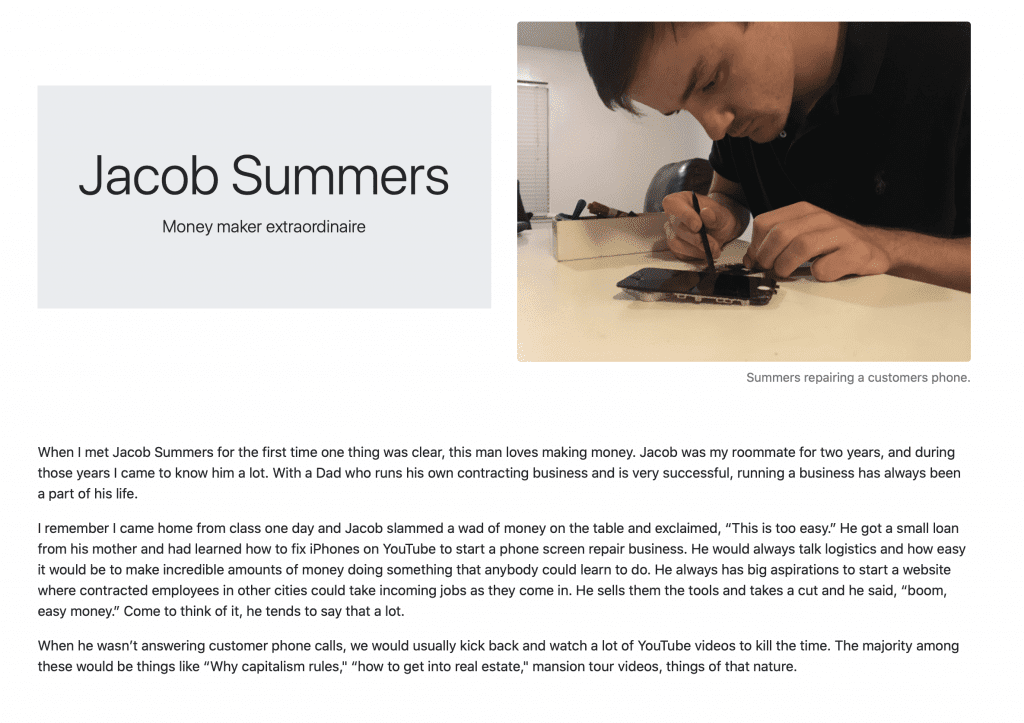 Jacob Summers
Money maker extraordinaire
Summers repairing a customers phone.
When I met Jacob Summers for the first time one thing was clear, this man loves making money. Jacob was my roommate for two years, and during
those years I came to know him a lot. With a Dad who runs his own contracting business and is very successful, running a business has always been
a part of his life.
I remember I came home from class one day and Jacob slammed a wad of money on the table and exclaimed, “This is too easy.” He got a small loan
from his mother and had learned how to fix iPhones on YouTube to start a phone screen repair business. He would always talk logistics and how easy
it would be to make incredible amounts of money doing something that anybody could learn to do. He always has big aspirations to start a website
where contracted employees in other cities could take incoming jobs as they come in. He sells them the tools and takes a cut and he said, “boom,
easy money.” Come to think of it, he tends to say that a lot.
When he wasn’t answering customer phone calls, we would usually kick back and watch a lot of YouTube videos to kill the time. The majority among
these would be things like “Why capitalism rules," “how to get into real estate," mansion tour videos, things of that nature.